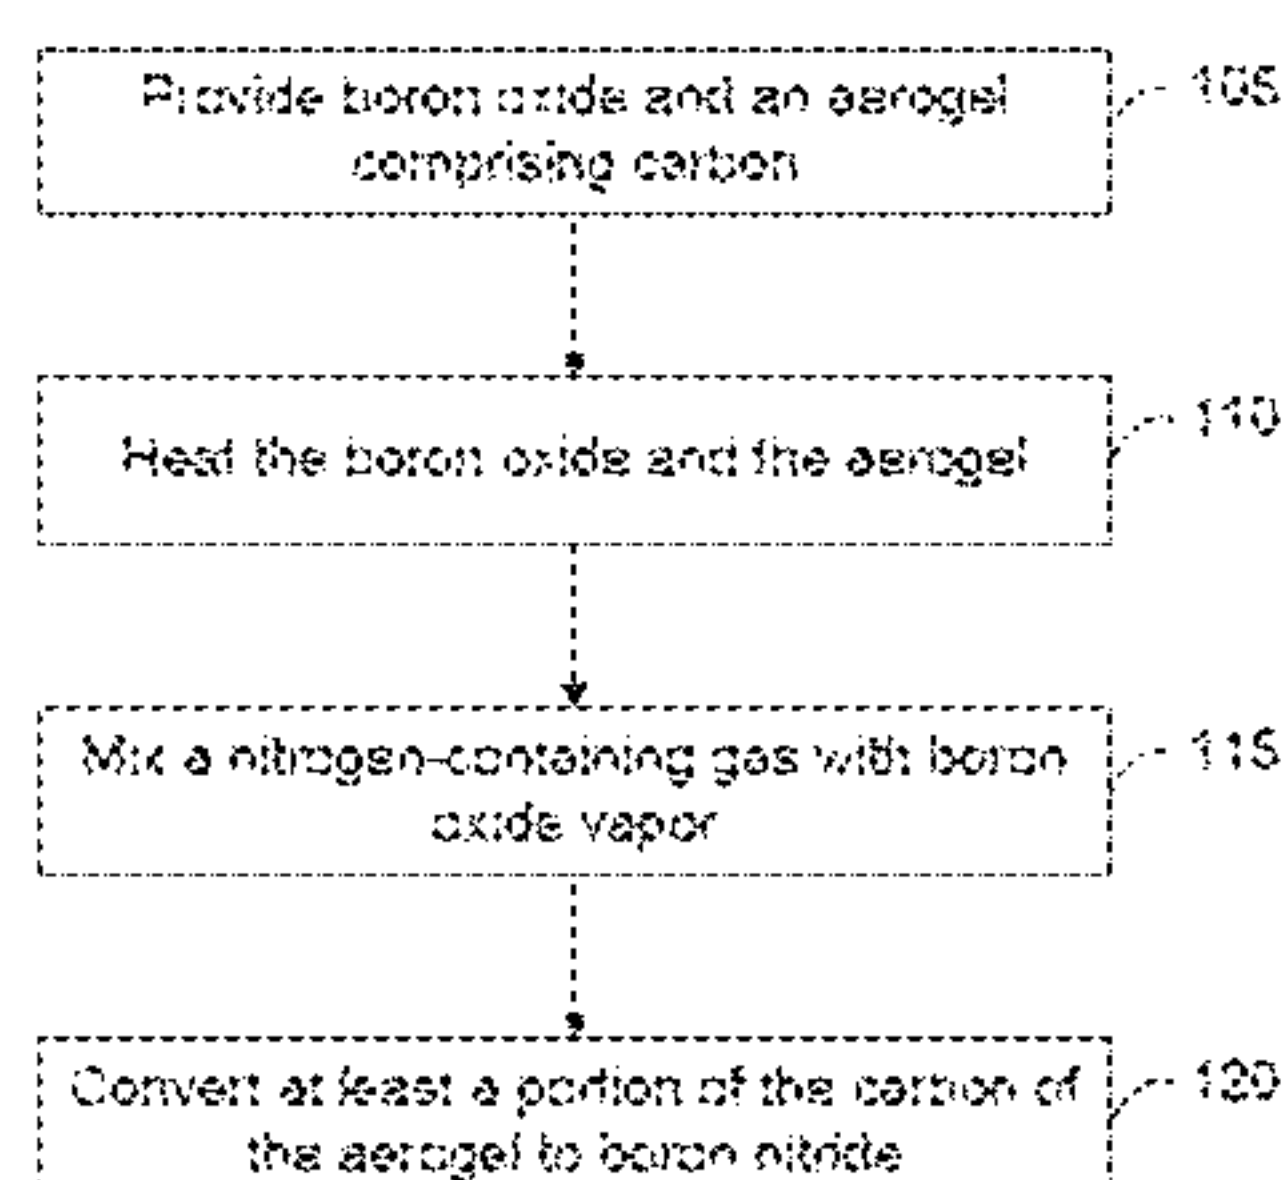 Provide boron oxide and an aerogel
comprising carbon
105
Heat the boron oxide and the aerogel
110
Mix a nitrogen-containing gas with boron
oxide vapor
115
Convert at least a portion of the carbon of
the aerogel to boron nitride
120